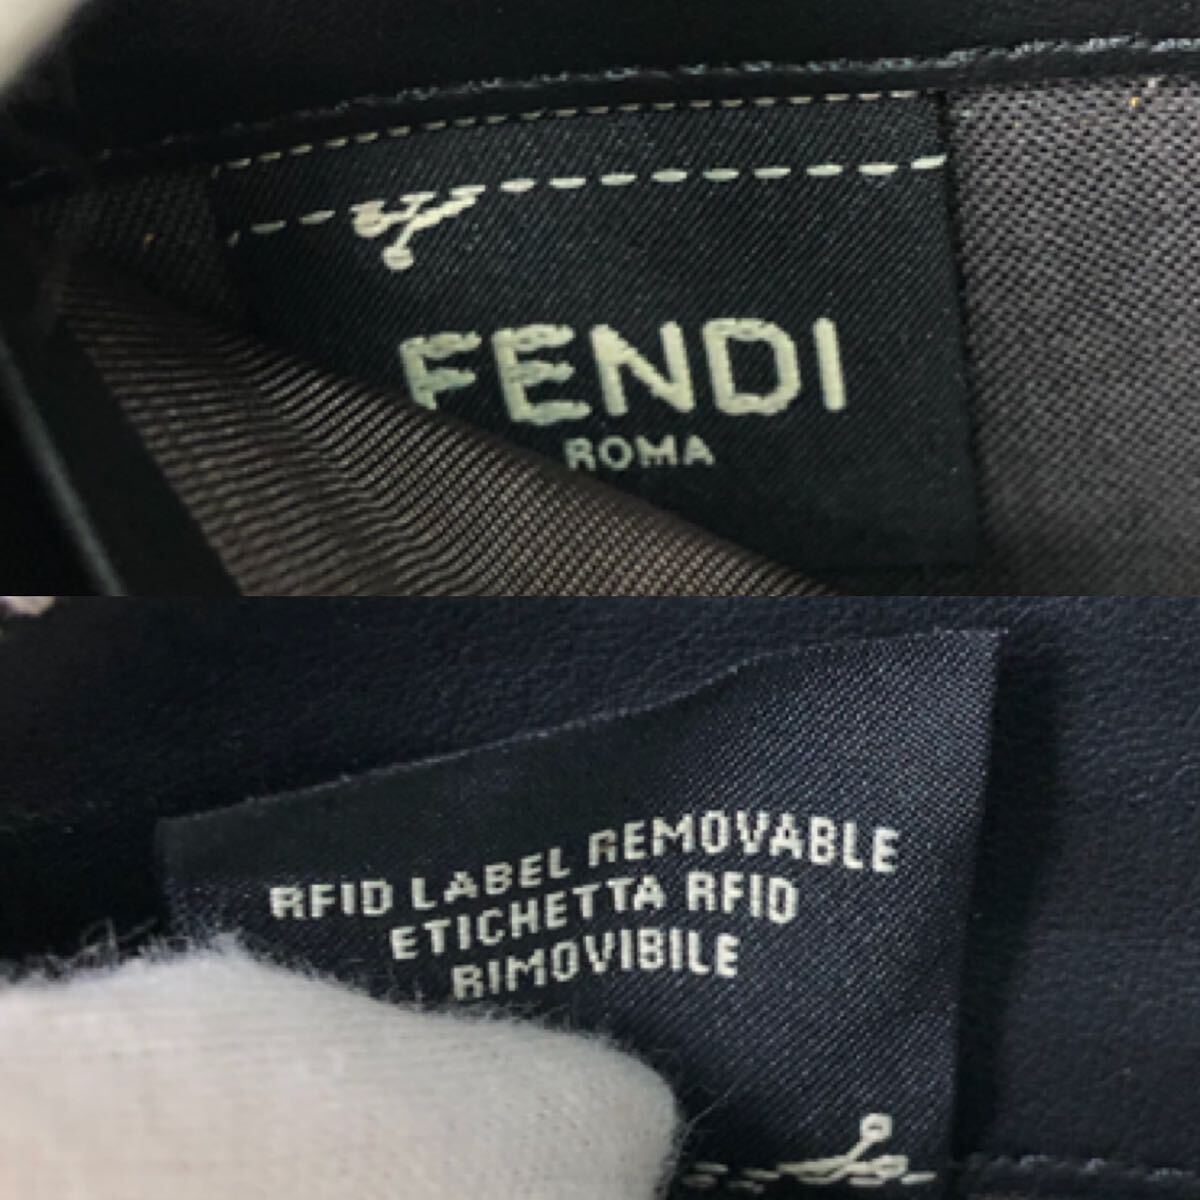 FENDI
ROMA
RFID LABEL REMOVABLE
ETICHETTA RFID
RIMOVIBILE